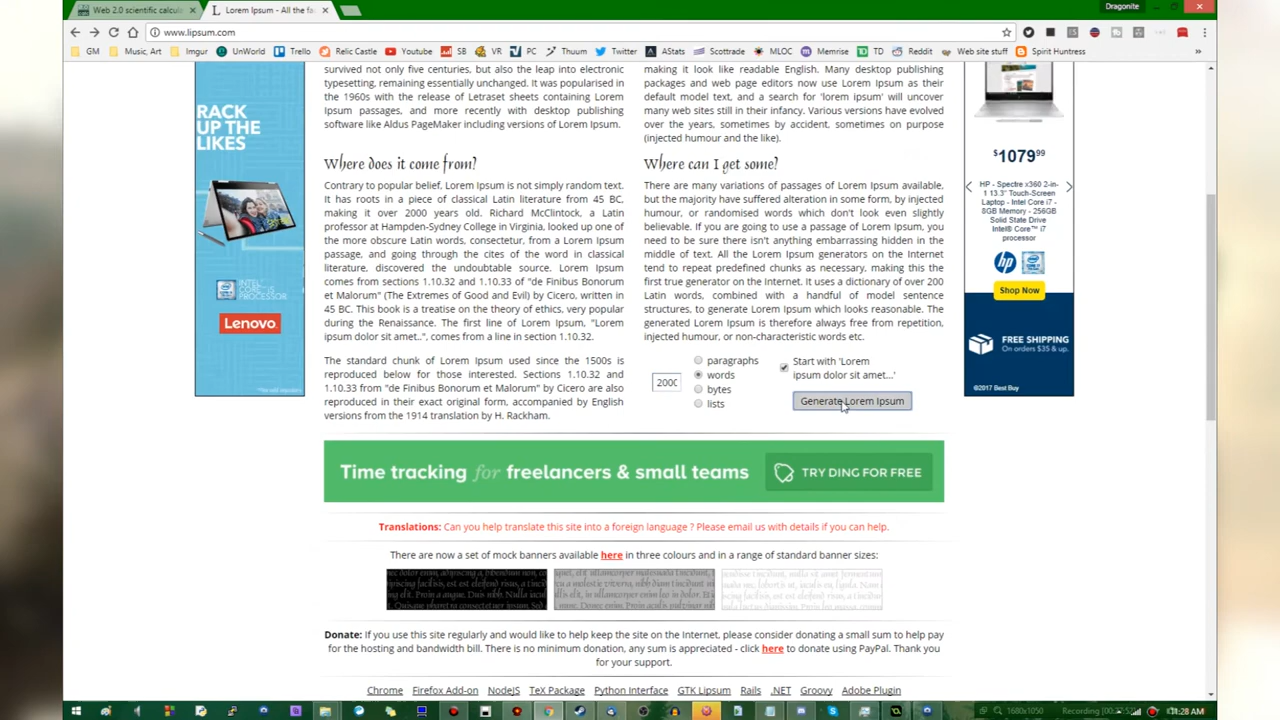 Web 2.0 scientific calcul
Lorem Ipsum - All the fa
Dragonite
www.lipsum.com
GM
Music, Art
Imgur
UnWorld
Trello
Relic Castle
Youtube
SB
VR
PC
Thuum
Twitter
AStats
Scottrade
MLOC
Memrise
TD
Reddit
Web site stuff
Spirit Huntress
survived not only five centuries, but also the leap into electronic
typesetting, remaining essentially unchanged. It was popularised in
the 1960s with the release of Letraset sheets containing Lorem
Ipsum passages, and more recently with desktop publishing
software like Aldus PageMaker including versions of Lorem Ipsum.
Where does it come from?
Contrary to popular belief, Lorem Ipsum is not simply random text.
It has roots in a piece of classical Latin literature from 45 BC,
making it over 2000 years old. Richard McClintock, a Latin
professor at Hampden-Sydney College in Virginia, looked up one of
the more obscure Latin words, consectetur, from a Lorem Ipsum
passage, and going through the cites of the word in classical
literature, discovered the undoubtable source. Lorem Ipsum
comes from sections 1.10.32 and 1.10.33 of "de Finibus Bonorum
et Malorum" (The Extremes of Good and Evil) by Cicero, written in
45 BC. This book is a treatise on the theory of ethics, very popular
during the Renaissance. The first line of Lorem Ipsum, "Lorem
ipsum dolor sit amet..", comes from a line in section 1.10.32.
The standard chunk of Lorem Ipsum used since the 1500s is
reproduced below for those interested. Sections 1.10.32 and
1.10.33 from "de Finibus Bonorum et Malorum" by Cicero are also
reproduced in their exact original form, accompanied by English
versions from the 1914 translation by H. Rackham.
making it look like readable English. Many desktop publishing
packages and web page editors now use Lorem Ipsum as their
default model text, and a search for 'lorem ipsum' will uncover
many web sites still in their infancy. Various versions have evolved
over the years, sometimes by accident, sometimes on purpose
(injected humour and the like).
Where can I get some?
There are many variations of passages of Lorem Ipsum available,
but the majority have suffered alteration in some form, by injected
humour, or randomised words which don't look even slightly
believable. If you are going to use a passage of Lorem Ipsum, you
need to be sure there isn't anything embarrassing hidden in the
middle of text. All the Lorem Ipsum generators on the Internet
tend to repeat predefined chunks as necessary, making this the
first true generator on the Internet. It uses a dictionary of over 200
Latin words, combined with a handful of model sentence
structures, to generate Lorem Ipsum which looks reasonable. The
generated Lorem Ipsum is therefore always free from repetition,
injected humour, or non-characteristic words etc.
2000
paragraphs
words
bytes
lists
Start with 'Lorem
ipsum dolor sit amet...'
Generate Lorem Ipsum
RACK
UP THE
LIKES
INTEL
CORE i7
PROCESSOR
Lenovo.
$1079.99
HP - Spectre x360 2-in-
1 13.3" Touch-Screen
Laptop - Intel Core i7 -
8GB Memory - 256GB
Solid State Drive
Intel® Core™ i7
processor
hp
Shop Now
FREE SHIPPING
On orders $35 & up.
©2017 Best Buy
Time tracking for freelancers & small teams
TRY DING FOR FREE
Translations: Can you help translate this site into a foreign language ? Please email us with details if you can help.
There are now a set of mock banners available here in three colours and in a range of standard banner sizes:
Donate: If you use this site regularly and would like to help keep the site on the Internet, please consider donating a small sum to help pay
for the hosting and bandwidth bill. There is no minimum donation, any sum is appreciated - click here to donate using PayPal. Thank you
for your support.
Chrome
Firefox Add-on
NodeJS
TeX Package
Python Interface
GTK Lipsum
Rails
.NET
Groovy
Adobe Plugin
1680x1050
11:28 AM